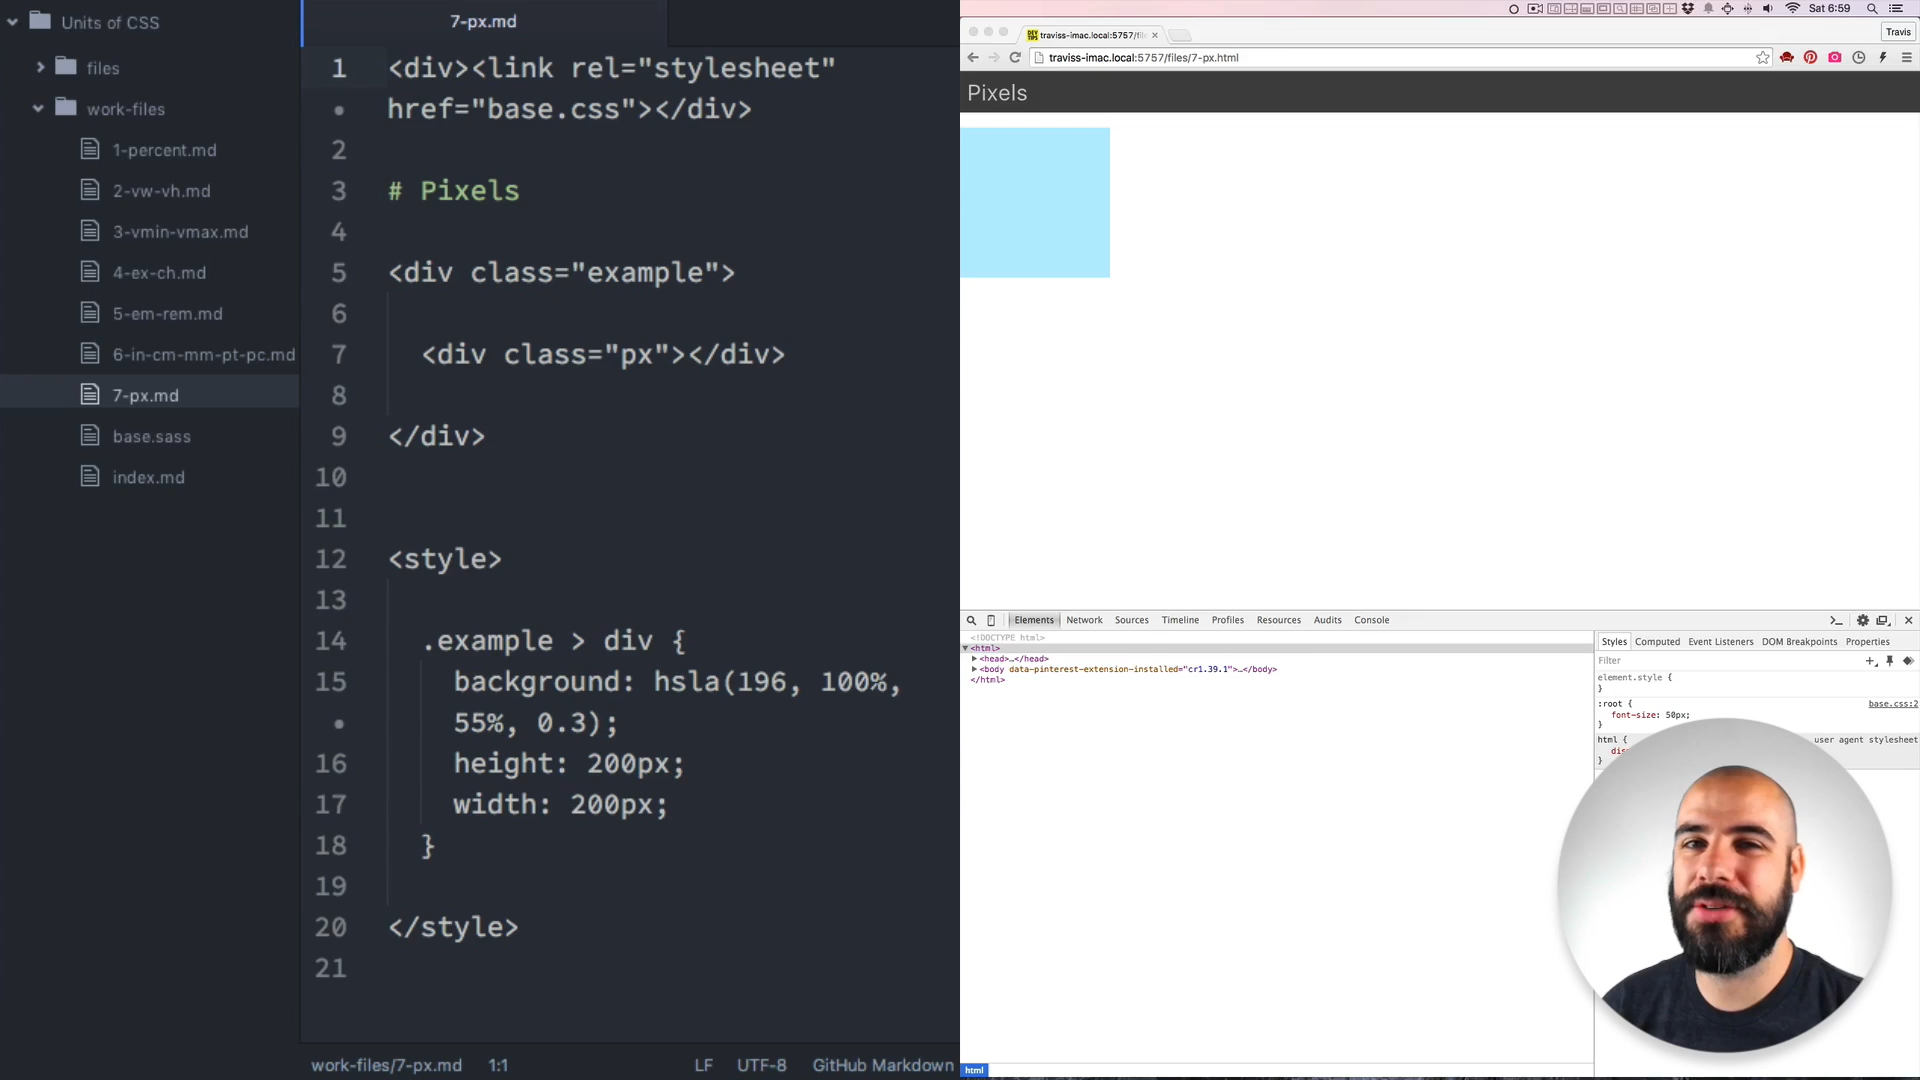 Units of CSS
files
work-files
1-percent.md
2-vw-vh.md
3-vmin-vmax.md
4-ex-ch.md
5-em-rem.md
6-in-cm-mm-pt-pc.md
7-px.md
base.sass
index.md
7-px.md
1 <div><link rel="stylesheet"
• href="base.css"></div>
2
3 # Pixels
4
5 <div class="example">
6
7 <div class="px"></div>
8
9 </div>
10
11
12 <style>
13
14 .example > div {
15 background: hsla(196, 100%,
• 55%, 0.3);
16 height: 200px;
17 width: 200px;
18 }
19
20 </style>
21
work-files/7-px.md 1:1 LF UTF-8 GitHub Markdown
Sat 6:59
DEV TIPS traviss-imac.local:5757/file
Travis
traviss-imac.local:5757/files/7-px.html
Pixels
Elements Network Sources Timeline Profiles Resources Audits Console
<!DOCTYPE html>
<html>
<head>…</head>
<body data-pinterest-extension-installed="cr1.39.1">…</body>
</html>
html
Styles Computed Event Listeners DOM Breakpoints Properties
Filter
element.style {
}
:root { base.css:2
font-size: 50px;
}
html { user agent stylesheet
dis
}